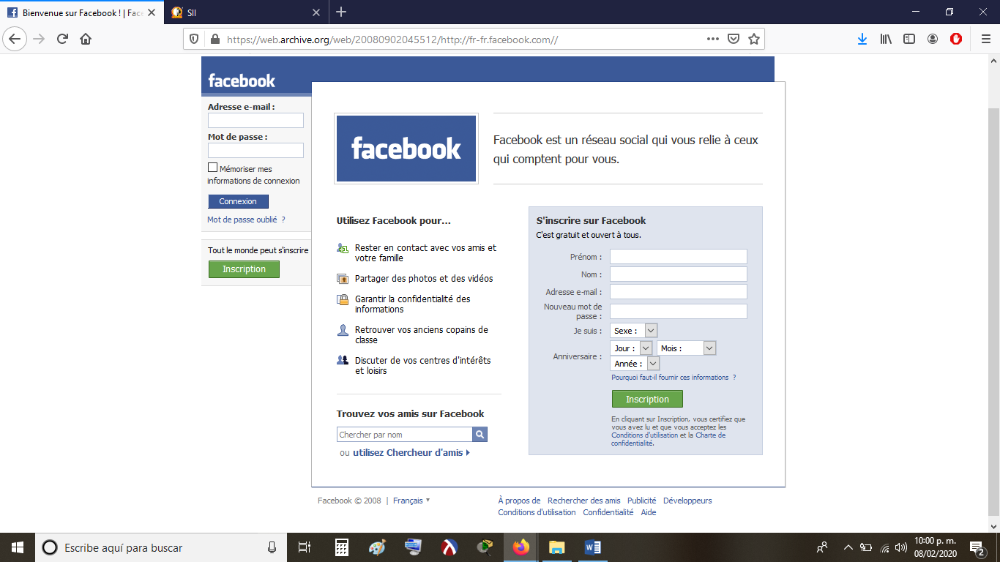 Bienvenue sur Facebook ! | Fac
SII
https://web.archive.org/web/20080902045512/http://fr-fr.facebook.com//
facebook
Adresse e-mail :
Mot de passe :
Mémoriser mes
informations de connexion
Connexion
Mot de passe oublié ?
Tout le monde peut s'inscrire
Inscription
facebook
Facebook est un réseau social qui vous relie à ceux
qui comptent pour vous.
Utilisez Facebook pour...
Rester en contact avec vos amis et
votre famille
Partager des photos et des vidéos
Garantir la confidentialité des
informations
Retrouver vos anciens copains de
classe
Discuter de vos centres d'intérêts
et loisirs
Trouvez vos amis sur Facebook
Chercher par nom
ou utilisez Chercheur d'amis
S'inscrire sur Facebook
C'est gratuit et ouvert à tous.
Prénom :
Nom :
Adresse e-mail :
Nouveau mot de
passe :
Je suis : Sexe :
Anniversaire : Jour : Mois :
Année :
Pourquoi faut-il fournir ces informations ?
Inscription
En cliquant sur Inscription, vous certifiez que
vous avez lu et que vous acceptez les
Conditions d'utilisation et la Charte de
confidentialité.
Facebook © 2008 | Français
À propos de Rechercher des amis Publicité Développeurs
Conditions d'utilisation Confidentialité Aide
Escribe aquí para buscar
10:00 p. m.
08/02/2020
2